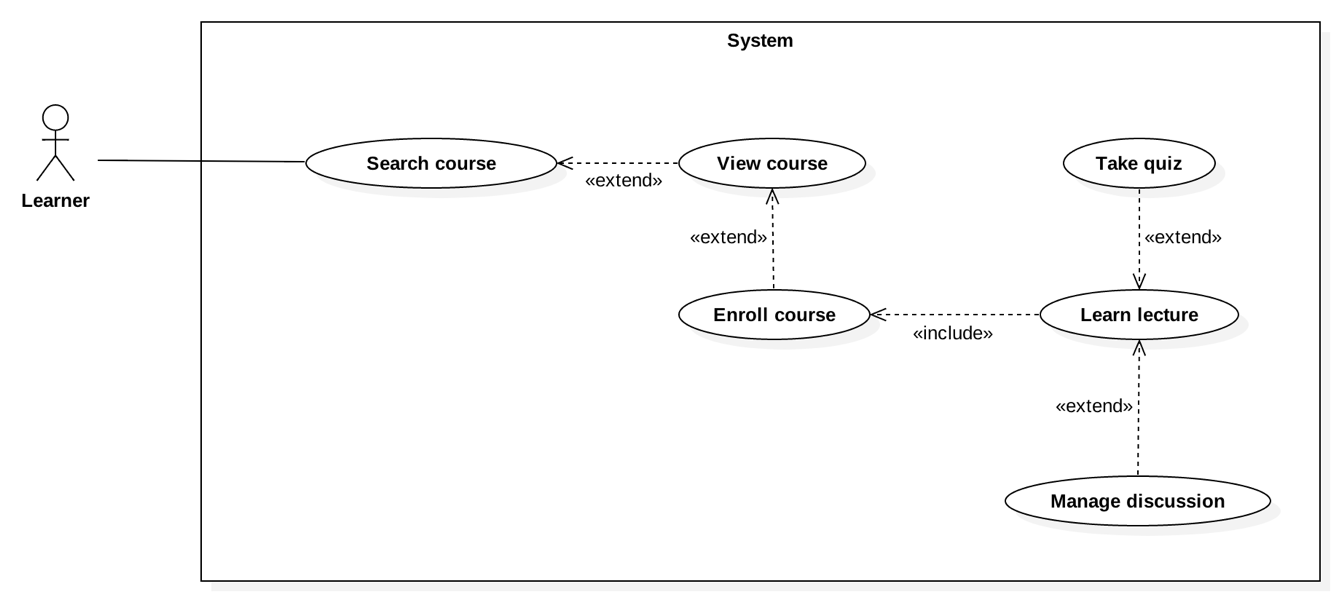 System
Learner
Search course
«extend»
View course
Take quiz
«extend»
«extend»
Enroll course
«include»
Learn lecture
«extend»
Manage discussion